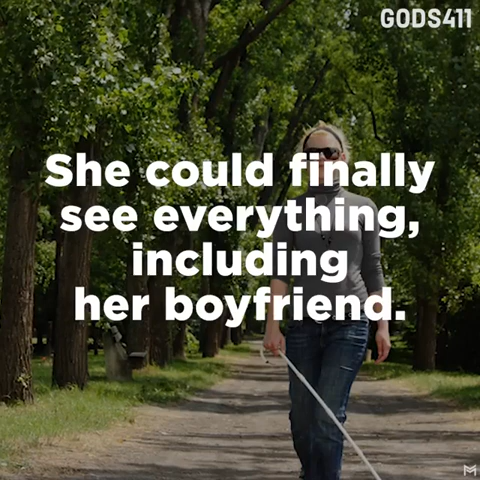 GODS411
She could finally
see everything,
including
her boyfriend.